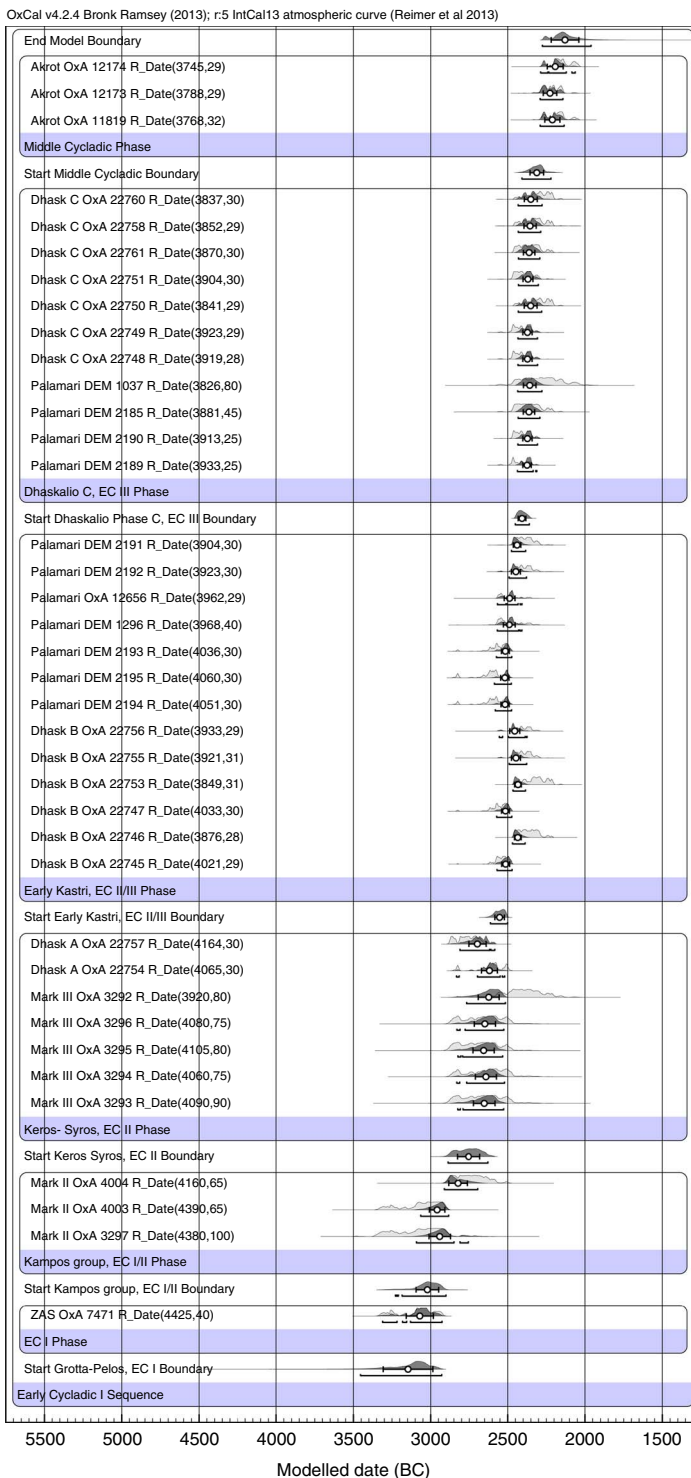 OxCal v4.2.4 Bronk Ramsey (2013); r:5 IntCal13 atmospheric curve (Reimer et al 2013)
End Model Boundary
Akrot OxA 12174 R_Date(3745,29)
Akrot OxA 12173 R_Date(3788,29)
Akrot OxA 11819 R_Date(3768,32)
Middle Cycladic Phase
Start Middle Cycladic Boundary
Dhask C OxA 22760 R_Date(3837,30)
Dhask C OxA 22758 R_Date(3852,29)
Dhask C OxA 22761 R_Date(3870,30)
Dhask C OxA 22751 R_Date(3904,30)
Dhask C OxA 22750 R_Date(3841,29)
Dhask C OxA 22749 R_Date(3923,29)
Dhask C OxA 22748 R_Date(3919,28)
Palamari DEM 1037 R_Date(3826,80)
Palamari DEM 2185 R_Date(3881,45)
Palamari DEM 2190 R_Date(3913,25)
Palamari DEM 2189 R_Date(3933,25)
Dhaskalio C, EC III Phase
Start Dhaskalio Phase C, EC III Boundary
Palamari DEM 2191 R_Date(3904,30)
Palamari DEM 2192 R_Date(3923,30)
Palamari OxA 12656 R_Date(3962,29)
Palamari DEM 1296 R_Date(3968,40)
Palamari DEM 2193 R_Date(4036,30)
Palamari DEM 2195 R_Date(4060,30)
Palamari DEM 2194 R_Date(4051,30)
Dhask B OxA 22756 R_Date(3933,29)
Dhask B OxA 22755 R_Date(3921,31)
Dhask B OxA 22753 R_Date(3849,31)
Dhask B OxA 22747 R_Date(4033,30)
Dhask B OxA 22746 R_Date(3876,28)
Dhask B OxA 22745 R_Date(4021,29)
Early Kastri, EC II/III Phase
Start Early Kastri, EC II/III Boundary
Dhask A OxA 22757 R_Date(4164,30)
Dhask A OxA 22754 R_Date(4065,30)
Mark III OxA 3292 R_Date(3920,80)
Mark III OxA 3296 R_Date(4080,75)
Mark III OxA 3295 R_Date(4105,80)
Mark III OxA 3294 R_Date(4060,75)
Mark III OxA 3293 R_Date(4090,90)
Keros- Syros, EC II Phase
Start Keros Syros, EC II Boundary
Mark II OxA 4004 R_Date(4160,65)
Mark II OxA 4003 R_Date(4390,65)
Mark II OxA 3297 R_Date(4380,100)
Kampos group, EC I/II Phase
Start Kampos group, EC I/II Boundary
ZAS OxA 7471 R_Date(4425,40)
EC I Phase
Start Grotta-Pelos, EC I Boundary
Early Cycladic I Sequence
5500 5000 4500 4000 3500 3000 2500 2000 1500
Modelled date (BC)